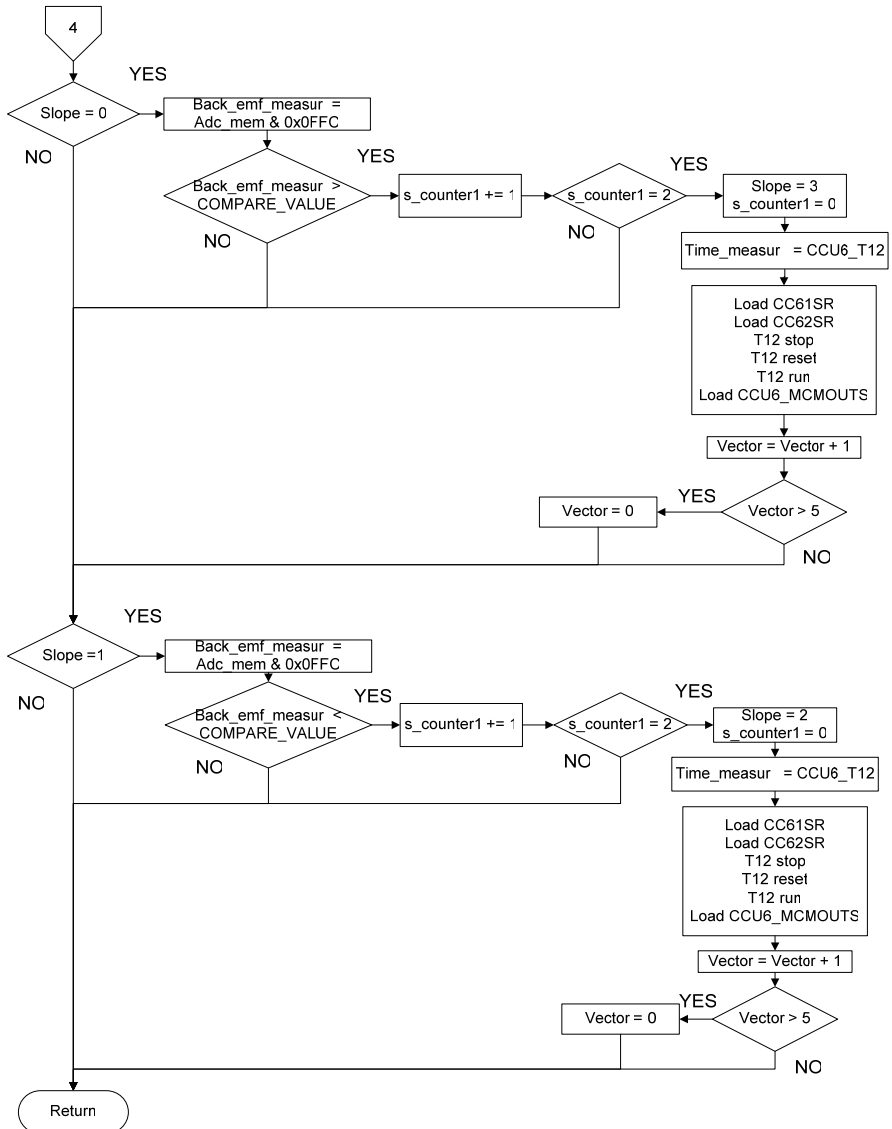 4
YES
Slope = 0
NO
Back_emf_measur =
Adc_mem & 0x0FFC
YES
Back_emf_measur >
COMPARE_VALUE
NO
s_counter1 += 1
YES
s_counter1 = 2
NO
Slope = 3
s_counter1 = 0
Time_measur = CCU6_T12
Load CC61SR
Load CC62SR
T12 stop
T12 reset
T12 run
Load CCU6_MCMOUTS
Vector = Vector + 1
YES
Vector > 5
Vector = 0
NO
YES
Slope =1
NO
Back_emf_measur =
Adc_mem & 0x0FFC
YES
Back_emf_measur <
COMPARE_VALUE
NO
s_counter1 += 1
YES
s_counter1 = 2
NO
Slope = 2
s_counter1 = 0
Time_measur = CCU6_T12
Load CC61SR
Load CC62SR
T12 stop
T12 reset
T12 run
Load CCU6_MCMOUTS
Vector = Vector + 1
YES
Vector > 5
Vector = 0
NO
Return